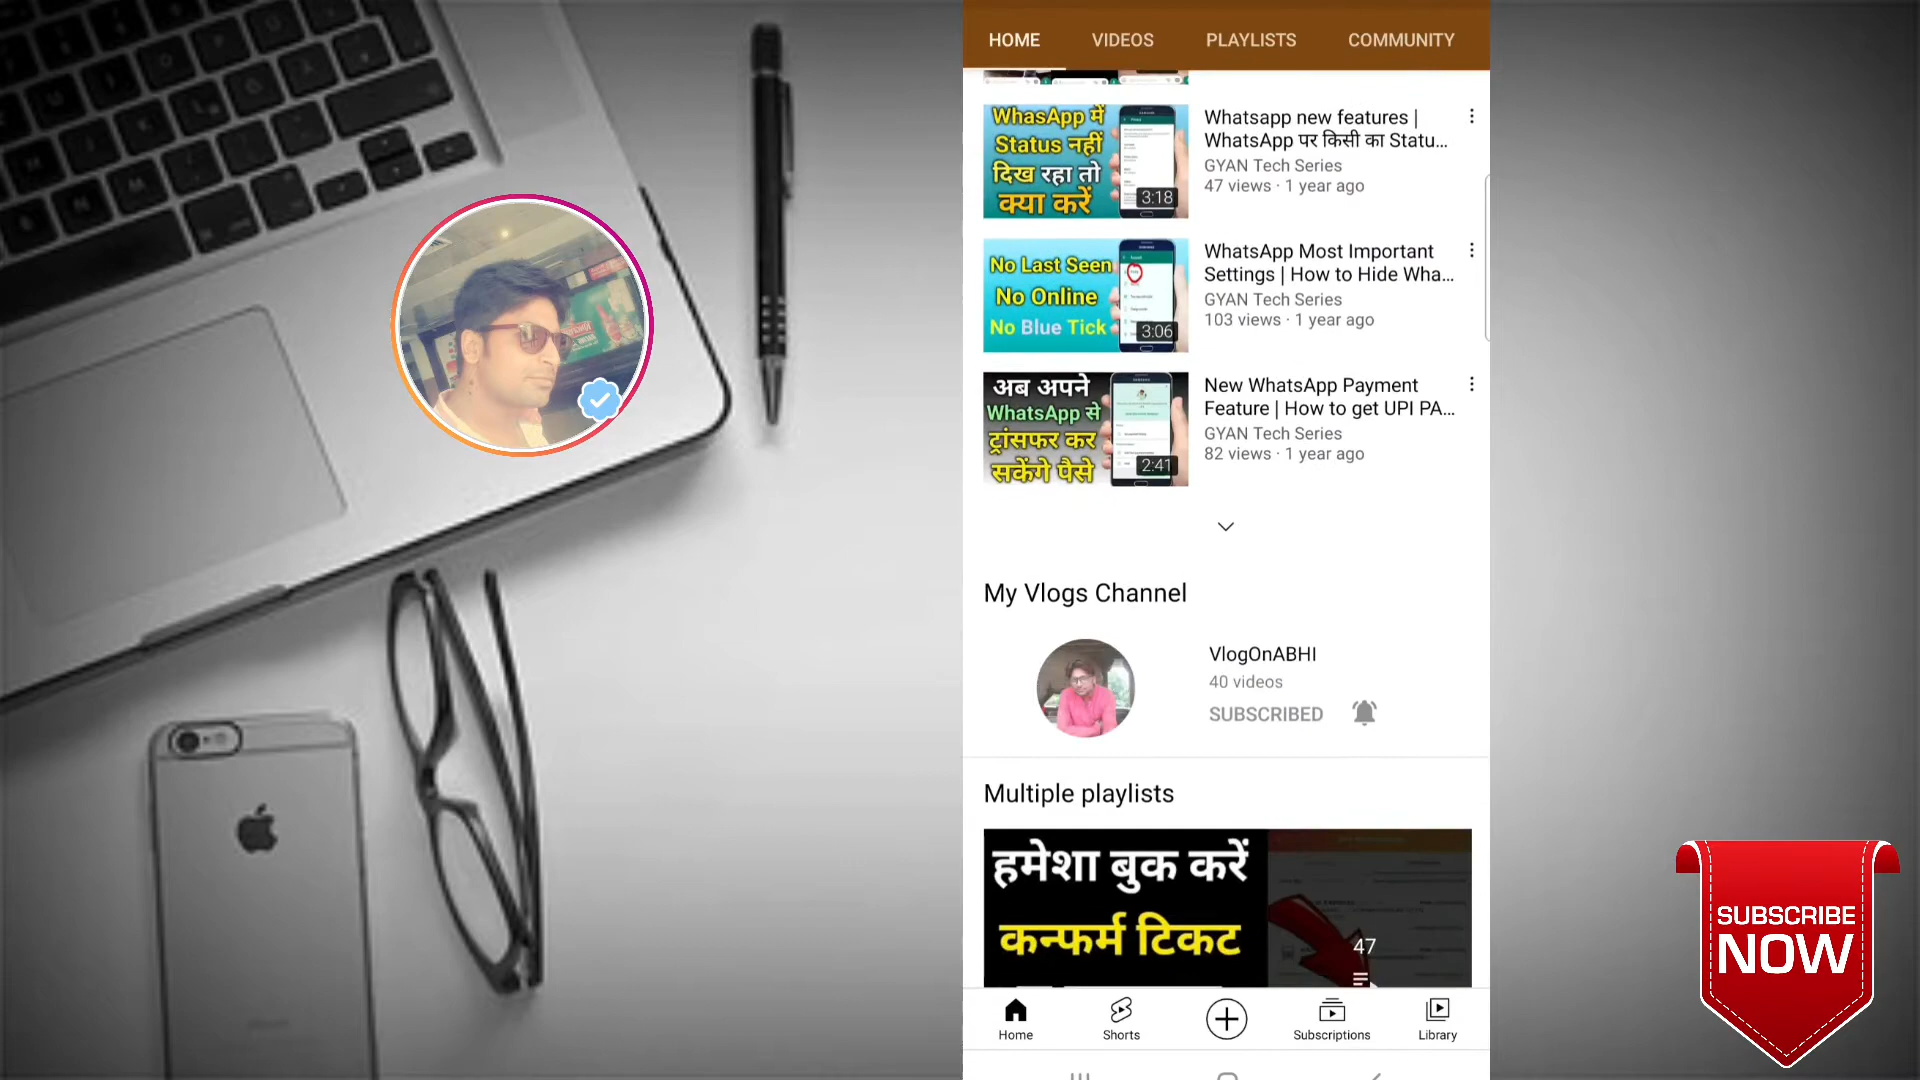 HOME VIDEOS PLAYLISTS COMMUNITY
WhasApp में
Status नहीं
दिख रहा तो
क्या करें
3:18
Whatsapp new features |
WhatsApp पर किसी का Statu...
GYAN Tech Series
47 views · 1 year ago
No Last Seen
No Online
No Blue Tick
3:06
WhatsApp Most Important
Settings | How to Hide Wha...
GYAN Tech Series
103 views · 1 year ago
अब अपने
WhatsApp से
ट्रांसफर कर
सकेंगे पैसे
2:41
New WhatsApp Payment
Feature | How to get UPI PA...
GYAN Tech Series
82 views · 1 year ago
My Vlogs Channel
VlogOnABHI
40 videos
SUBSCRIBED
Multiple playlists
हमेशा बुक करें
कन्फर्म टिकट
47
Home Shorts Subscriptions Library
SUBSCRIBE
NOW